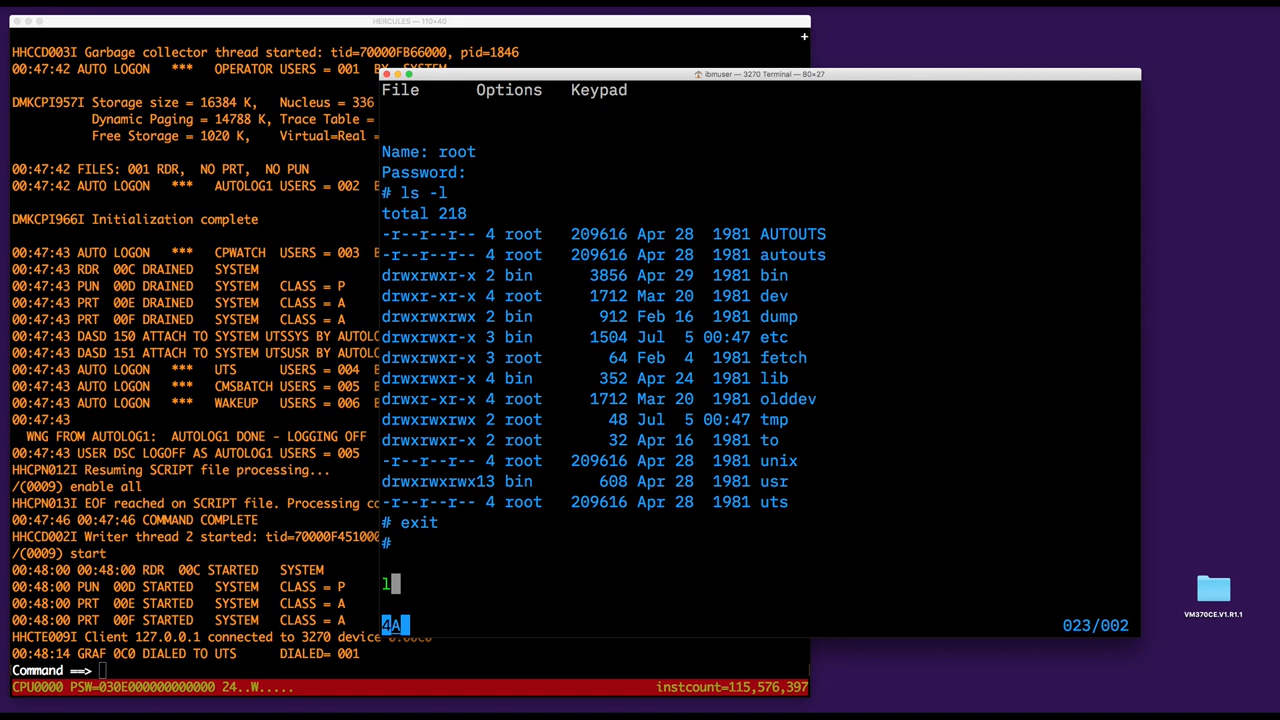 HERCULES — 110×40
+
HHCCD003I Garbage collector thread started: tid=70000FB66000, pid=1846
00:47:42 AUTO LOGON   ***   OPERATOR USERS = 001  BY  SYSTEM
DMKCPI957I Storage size = 16384 K,   Nucleus = 336
Dynamic Paging = 14788 K, Trace Table =
Free Storage = 1020 K,   Virtual=Real =
00:47:42 FILES: 001 RDR,  NO PRT,  NO PUN
00:47:42 AUTO LOGON   ***   AUTOLOG1 USERS = 002
DMKCPI966I Initialization complete
00:47:43 AUTO LOGON   ***   CPWATCH  USERS = 003
00:47:43 RDR  00C DRAINED   SYSTEM
00:47:43 PUN  00D DRAINED   SYSTEM   CLASS = P
00:47:43 PRT  00E DRAINED   SYSTEM   CLASS = A
00:47:43 PRT  00F DRAINED   SYSTEM   CLASS = A
00:47:43 DASD 150 ATTACH TO SYSTEM UTSSYS BY AUTOLO
00:47:43 DASD 151 ATTACH TO SYSTEM UTSUSR BY AUTOLO
00:47:43 AUTO LOGON   ***   UTS      USERS = 004
00:47:43 AUTO LOGON   ***   CMSBATCH USERS = 005
00:47:43 AUTO LOGON   ***   WAKEUP   USERS = 006
00:47:43
WNG FROM AUTOLOG1:  AUTOLOG1 DONE - LOGGING OFF
00:47:43 USER DSC LOGOFF AS AUTOLOG1 USERS = 005
HHCPN012I Resuming SCRIPT file processing...
/(0009) enable all
HHCPN013I EOF reached on SCRIPT file. Processing co
00:47:46 00:47:46 COMMAND COMPLETE
HHCCD002I Writer thread 2 started: tid=70000F451000
/(0009) start
00:48:00 00:48:00 RDR  00C STARTED   SYSTEM
00:48:00 PUN  00D STARTED   SYSTEM   CLASS = P
00:48:00 PRT  00E STARTED   SYSTEM   CLASS = A
00:48:00 PRT  00F STARTED   SYSTEM   CLASS = A
HHCTE009I Client 127.0.0.1 connected to 3270 device 0:00C0
00:48:14 GRAF 0C0 DIALED TO UTS      DIALED= 001
Command ==>
CPU0000 PSW=030E000000000000 24..W.....                instcount=115,576,397
ibmuser — 3270 Terminal — 80×27
File      Options   Keypad
Name: root
Password:
# ls -l
total 218
-r--r--r-- 4 root   209616 Apr 28  1981 AUTOUTS
-r--r--r-- 4 root   209616 Apr 28  1981 autouts
drwxrwxr-x 2 bin      3856 Apr 29  1981 bin
drwxr-xr-x 4 root     1712 Mar 20  1981 dev
drwxrwxrwx 2 bin       912 Feb 16  1981 dump
drwxrwxr-x 3 bin      1504 Jul  5 00:47 etc
drwxrwxr-x 3 root       64 Feb  4  1981 fetch
drwxrwxr-x 4 bin       352 Apr 24  1981 lib
drwxr-xr-x 4 root     1712 Mar 20  1981 olddev
drwxrwxrwx 2 bin        48 Jul  5 00:47 tmp
drwxrwxr-x 2 root       32 Apr 16  1981 to
-r--r--r-- 4 root   209616 Apr 28  1981 unix
drwxrwxrwx13 bin       608 Apr 28  1981 usr
-r--r--r-- 4 root   209616 Apr 28  1981 uts
# exit
#
l
4A                                                                       023/002
VM370CE.V1.R1.1